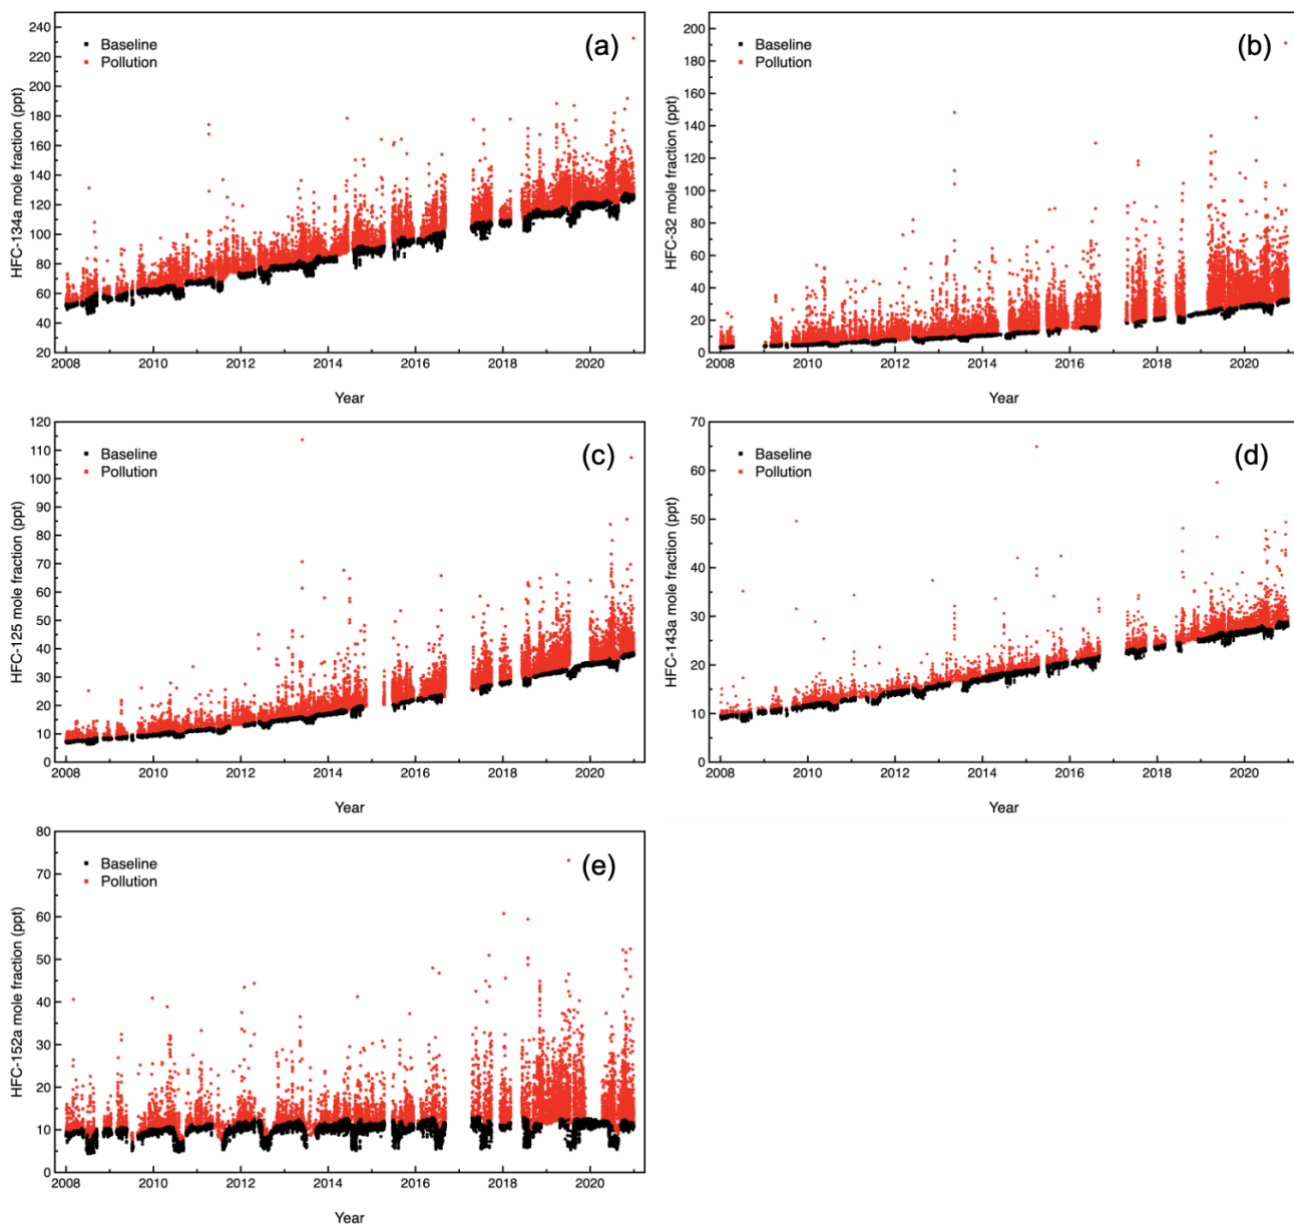 (a)
Baseline
Pollution
HFC-134a mole fraction (ppt)
240
220
200
180
160
140
120
100
80
60
40
20
2008 2010 2012 2014 2016 2018 2020
Year
(b)
Baseline
Pollution
HFC-32 mole fraction (ppt)
200
180
160
140
120
100
80
60
40
20
0
2008 2010 2012 2014 2016 2018 2020
Year
(c)
Baseline
Pollution
HFC-125 mole fraction (ppt)
120
110
100
90
80
70
60
50
40
30
20
10
0
2008 2010 2012 2014 2016 2018 2020
Year
(d)
Baseline
Pollution
HFC-143a mole fraction (ppt)
70
60
50
40
30
20
10
0
2008 2010 2012 2014 2016 2018 2020
Year
(e)
Baseline
Pollution
HFC-152a mole fraction (ppt)
80
70
60
50
40
30
20
10
0
2008 2010 2012 2014 2016 2018 2020
Year